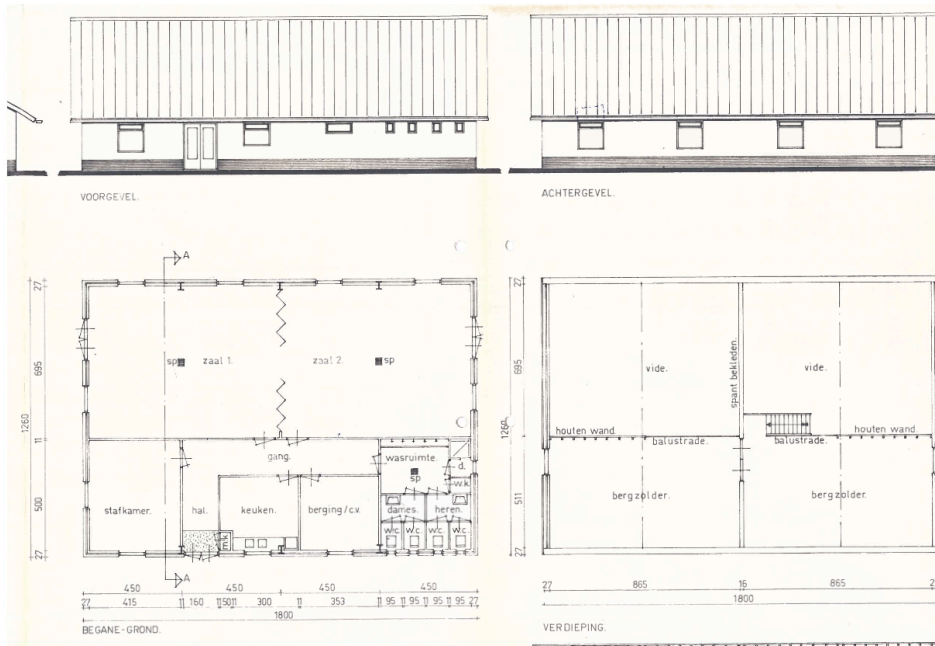 VOORGEVEL.
ACHTERGEVEL.
A
27
695
1260
11
500
27
sp
zaal 1.
zaal 2.
sp
gang.
wasruimte.
sp
d.
w.k.
stafkamer.
hal.
keuken.
berging/c.v.
dames.
heren.
m.k.
w.c.
w.c.
w.c.
w.c.
A
450
450
450
450
27
415
11
160
11
50
11
300
11
353
11
95
11
95
11
95
11
95
27
1800
BEGANE-GROND.
27
695
1260
511
27
vide.
spant bekleden.
vide.
houten wand.
balustrade.
balustrade.
houten wand.
bergzolder.
bergzolder.
27
865
16
865
2
1800
VERDIEPING.